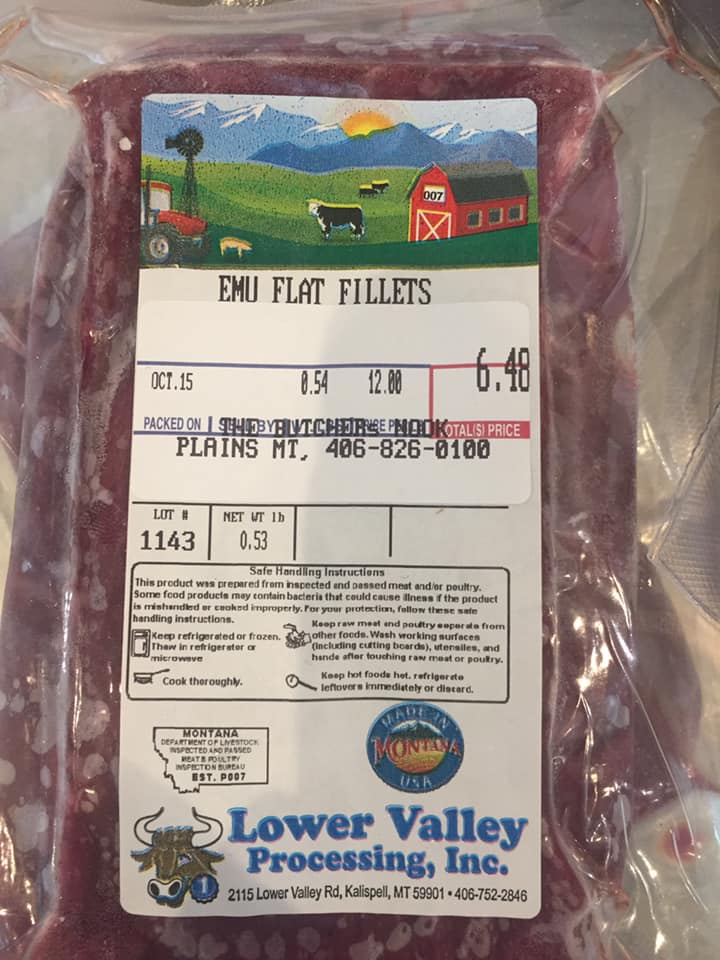 007
EMU FLAT FILLETS
OCT.15 0.54 12.00 6.48
PACKED ON THE BUTCHERS NOOK TOTAL(S) PRICE
PLAINS MT, 406-826-0100
LOT # NET WT lb
1143 0.53
Safe Handling Instructions
This product was prepared from inspected and passed meat and/or poultry.
Some food products may contain bacteria that could cause illness if the product
is mishandled or cooked improperly. For your protection, follow these safe
handling instructions.
Keep refrigerated or frozen.
Thaw in refrigerator or
microwave
Keep raw meat and poultry seperate from
other foods. Wash working surfaces
(including cutting boards), utensiles, and
hands after touching raw meat or poultry.
Cook thoroughly.
Keep hot foods hot. refrigerate
leftovers immediately or discard.
MONTANA
DEPARTMENT OF LIVESTOCK
INSPECTED AND PASSED
MEAT & POULTRY
INSPECTION BUREAU
EST. P007
MADE IN
MONTANA
USA
Lower Valley
Processing, Inc.
1
2115 Lower Valley Rd, Kalispell, MT 59901 • 406-752-2846